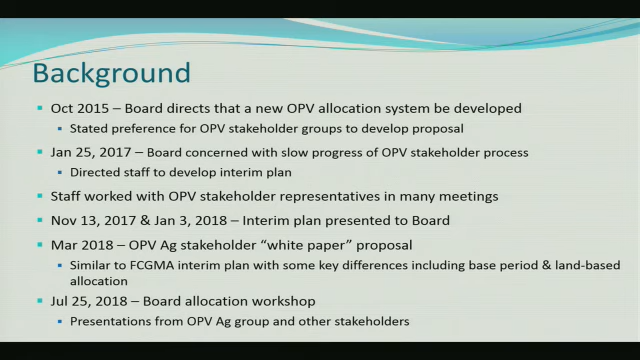 Background
Oct 2015 – Board directs that a new OPV allocation system be developed
Stated preference for OPV stakeholder groups to develop proposal
Jan 25, 2017 – Board concerned with slow progress of OPV stakeholder process
Directed staff to develop interim plan
Staff worked with OPV stakeholder representatives in many meetings
Nov 13, 2017 & Jan 3, 2018 – Interim plan presented to Board
Mar 2018 – OPV Ag stakeholder “white paper” proposal
Similar to FCGMA interim plan with some key differences including base period & land-based
allocation
Jul 25, 2018 – Board allocation workshop
Presentations from OPV Ag group and other stakeholders